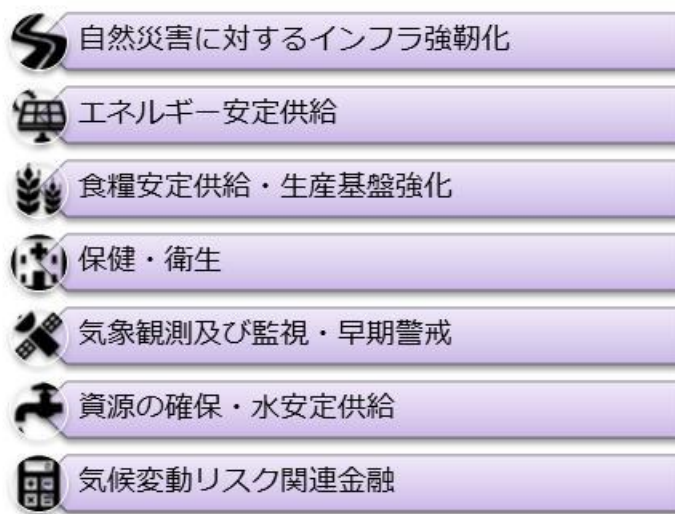 自然災害に対するインフラ強靭化
エネルギー安定供給
食糧安定供給・生産基盤強化
保健・衛生
気象観測及び監視・早期警戒
資源の確保・水安定供給
気候変動リスク関連金融